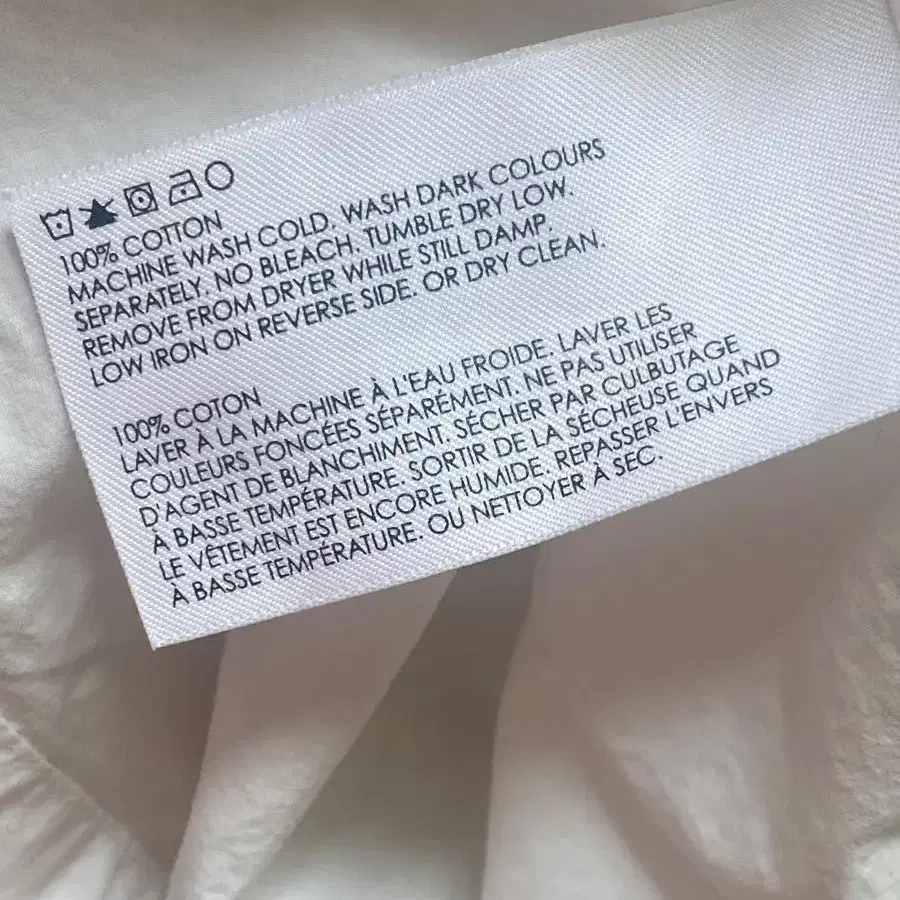 100% COTTON
MACHINE WASH COLD. WASH DARK COLOURS
SEPARATELY. NO BLEACH. TUMBLE DRY LOW.
REMOVE FROM DRYER WHILE STILL DAMP.
LOW IRON ON REVERSE SIDE. OR DRY CLEAN.
100% COTON
LAVER À LA MACHINE À L'EAU FROIDE. LAVER LES
COULEURS FONCÉES SÉPARÉMENT. NE PAS UTILISER
D'AGENT DE BLANCHIMENT. SÉCHER PAR CULBUTAGE
À BASSE TEMPÉRATURE. SORTIR DE LA SÉCHEUSE QUAND
LE VÊTEMENT EST ENCORE HUMIDE. REPASSER L'ENVERS
À BASSE TEMPÉRATURE. OU NETTOYER À SEC.